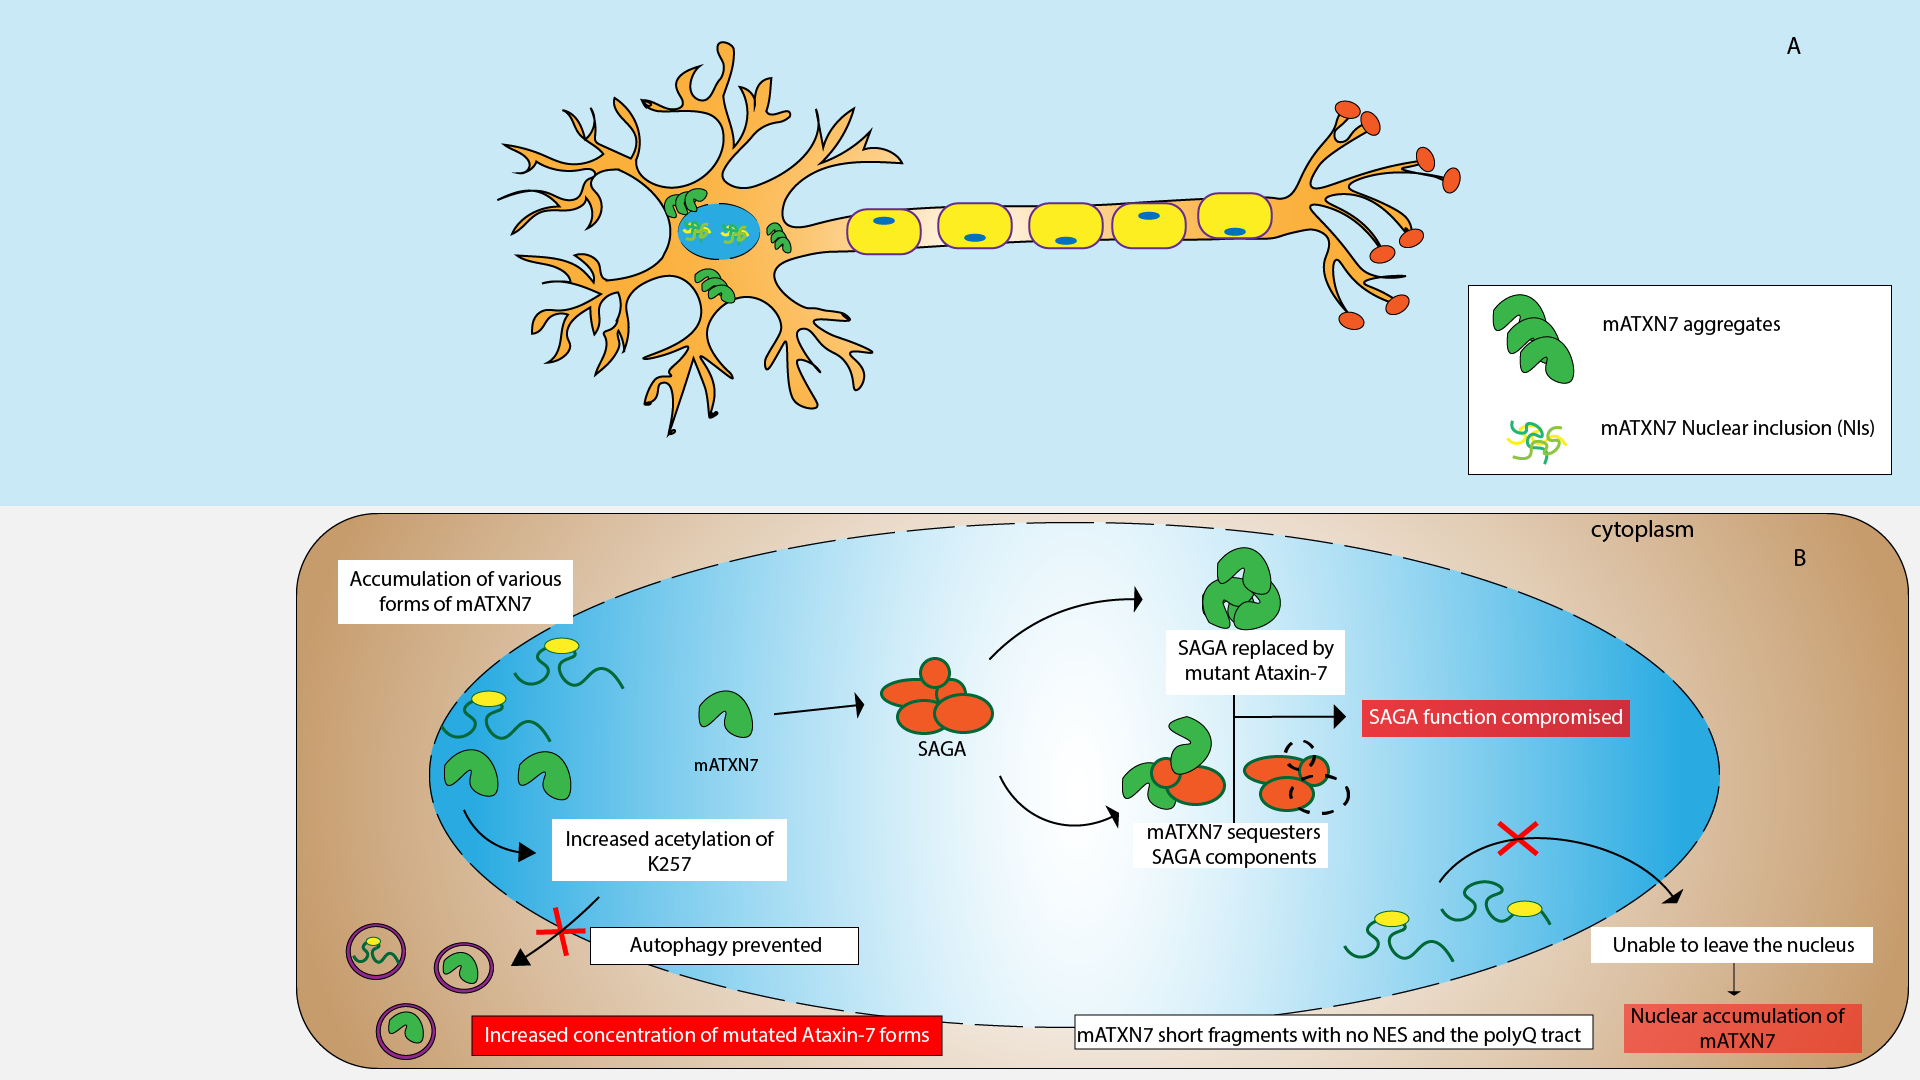 A
mATXN7 aggregates
mATXN7 Nuclear inclusion (NIs)
cytoplasm
B
Accumulation of various
forms of mATXN7
SAGA replaced by
mutant Ataxin-7
SAGA function compromised
SAGA
mATXN7
mATXN7 sequesters
SAGA components
Increased acetylation of
K257
Autophagy prevented
Unable to leave the nucleus
Increased concentration of mutated Ataxin-7 forms
mATXN7 short fragments with no NES and the polyQ tract
Nuclear accumulation of
mATXN7